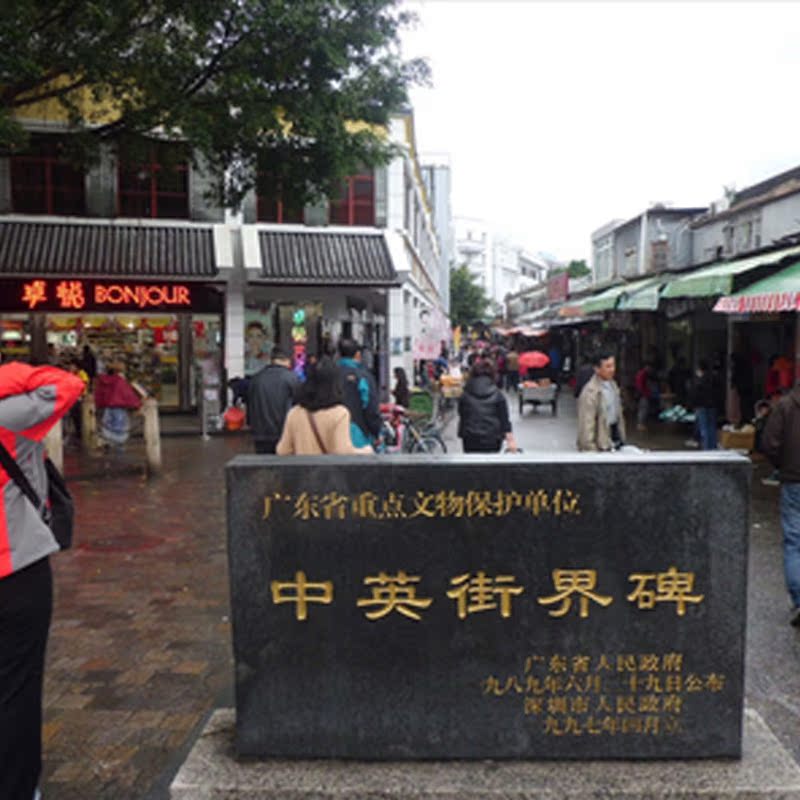 卓悦 BONJOUR
广东省重点文物保护单位
中英街界碑
广东省人民政府
一九八九年六月二十九日公布
深圳市人民政府
一九九七年四月立